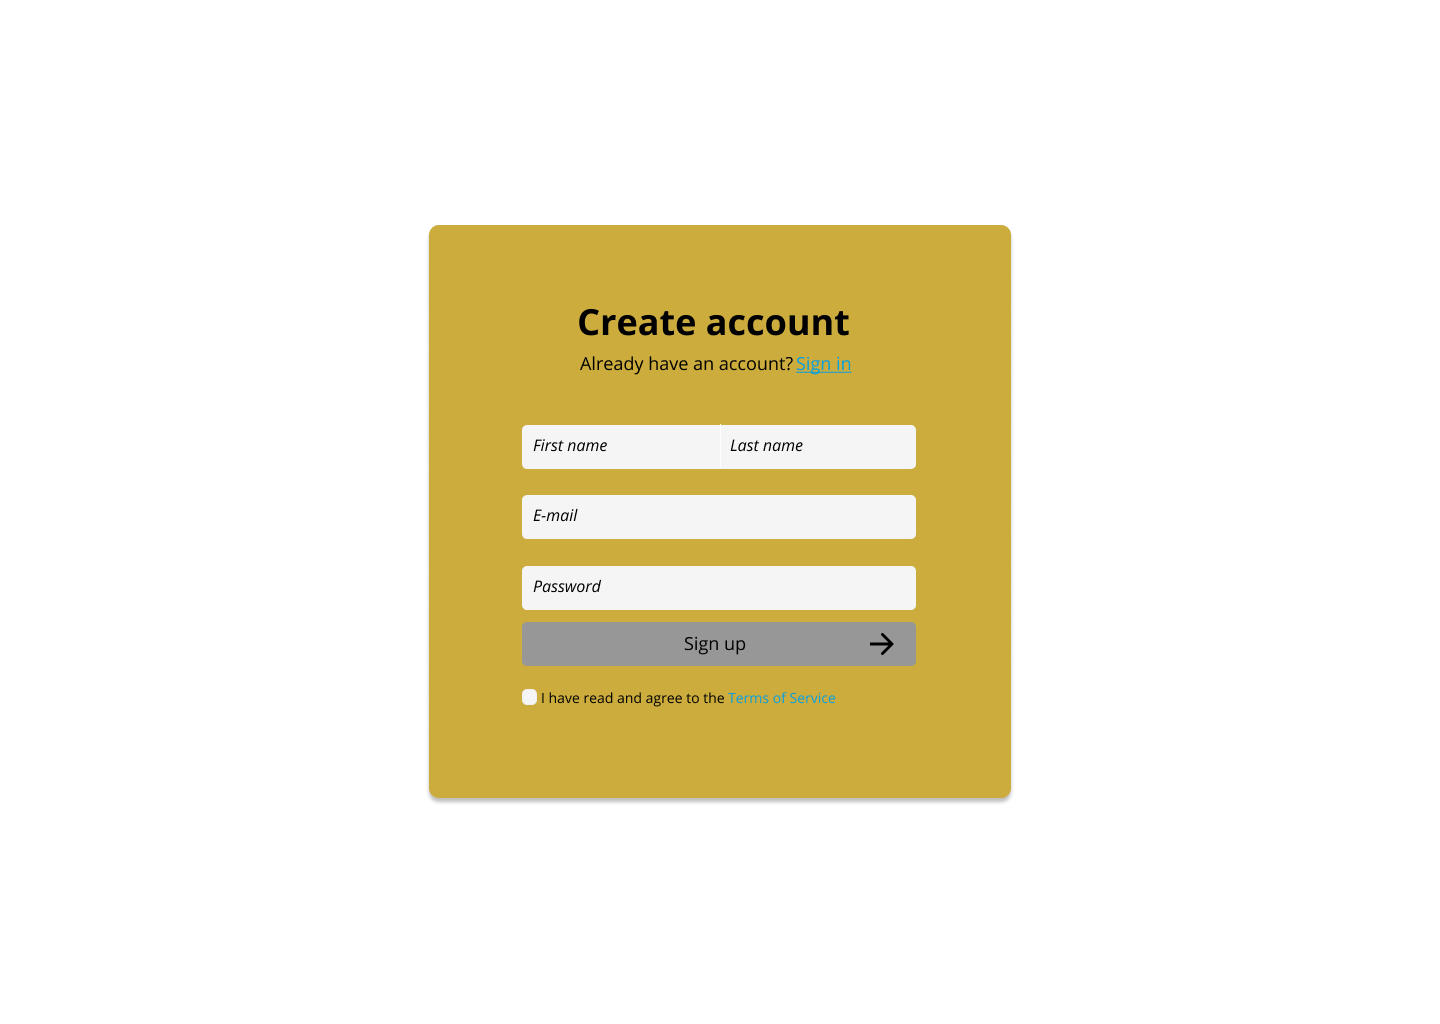 Create account
Already have an account? Sign in
First name Last name
E-mail
Password
Sign up
I have read and agree to the Terms of Service